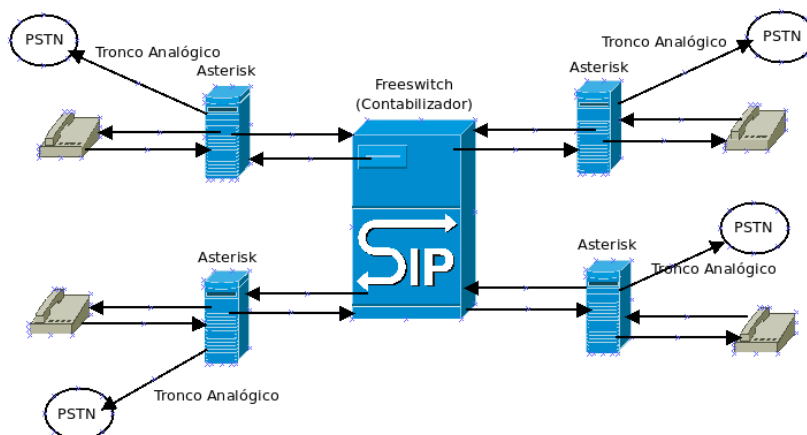 PSTN
Tronco Analógico
Asterisk
Freeswitch
(Contabilizador)
Asterisk
Tronco Analógico
PSTN
SIP
Asterisk
Tronco Analógico
PSTN
Asterisk
Tronco Analógico
PSTN